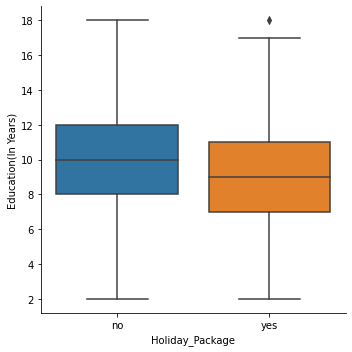 18
16
14
12
10
8
6
4
2
Education(In Years)
no
yes
Holiday_Package